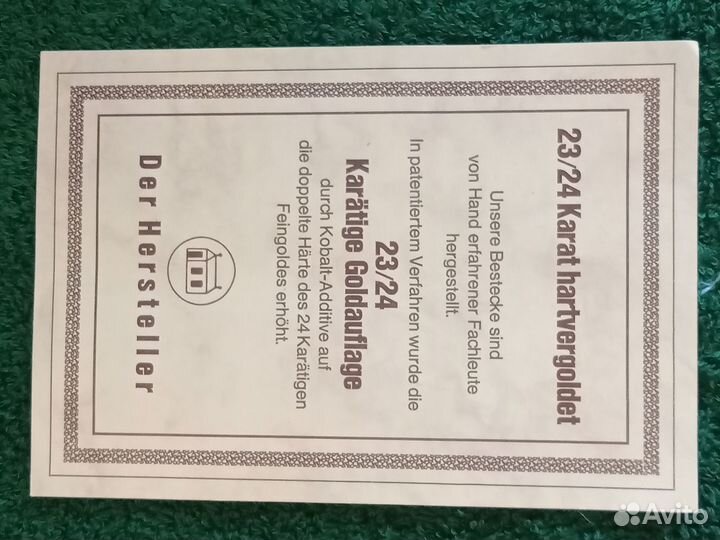 23/24 Karat hartvergoldet
Unsere Bestecke sind
von Hand erfahrener Fachleute
hergestellt.
In patentiertem Verfahren wurde die
23/24
Karätige Goldauflage
durch Kobalt-Additive auf
die doppelte Härte des 24 Karätigen
Feingoldes erhöht.
Der Hersteller
Avito